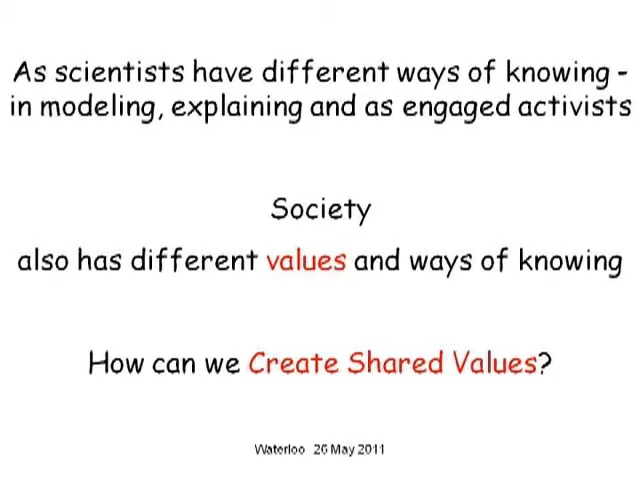 As scientists have different ways of knowing -
in modeling, explaining and as engaged activists
Society
also has different values and ways of knowing
How can we Create Shared Values?
Waterloo 26 May 2011